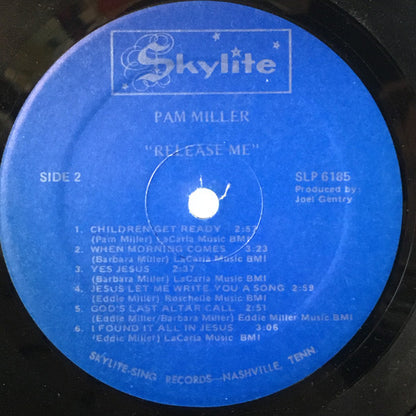 Skylite
PAM MILLER
"RELEASE ME"
SIDE 2
SLP 6185
Produced by:
Joel Gentry
1. CHILDREN GET READY 2:57
(Pam Miller) LaCarla Music BMI
2. WHEN MORNING COMES 3:23
(Barbara Miller) LaCarla Music BMI
3. YES JESUS 2:37
(Barbara Miller) LaCarla Music BMI
4. JESUS LET ME WRITE YOU A SONG 2:59
(Eddie Miller) Roschelle Music BMI
5. GOD'S LAST ALTAR CALL 2:51
(Eddie Miller/Barbara Miller) Eddie Miller Music BMI
6. I FOUND IT ALL IN JESUS 3:06
(Eddie Miller) LaCarla Music BMI
SKYLITE-SING RECORDS—NASHVILLE, TENN